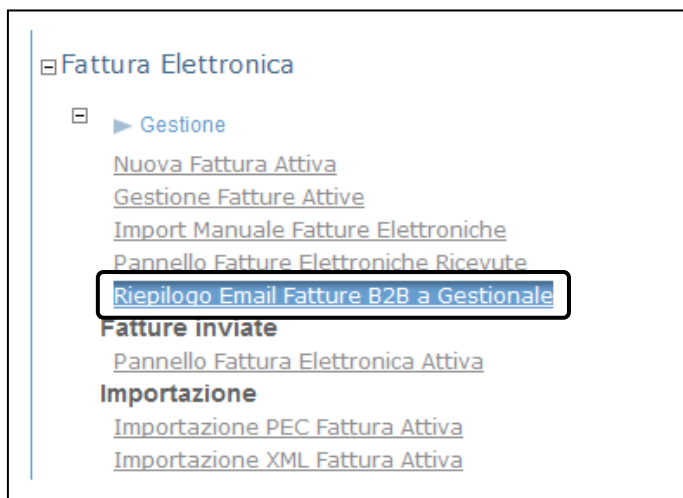 Fattura Elettronica
Gestione
Nuova Fattura Attiva
Gestione Fatture Attive
Import Manuale Fatture Elettroniche
Pannello Fatture Elettroniche Ricevute
Riepilogo Email Fatture B2B a Gestionale
Fatture inviate
Pannello Fattura Elettronica Attiva
Importazione
Importazione PEC Fattura Attiva
Importazione XML Fattura Attiva